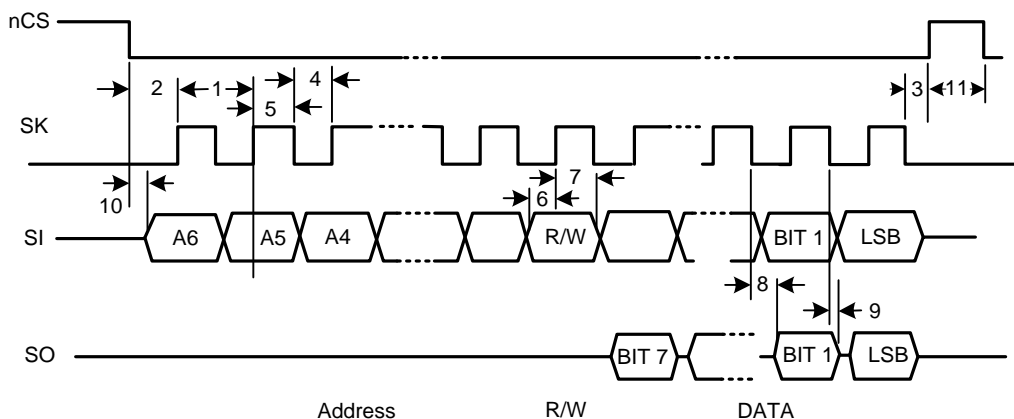 nCS
2 1 4 3 11
5
SK
7
10 6
SI A6 A5 A4 R/W BIT 1 LSB
8 9
SO BIT 7 BIT 1 LSB
Address R/W DATA